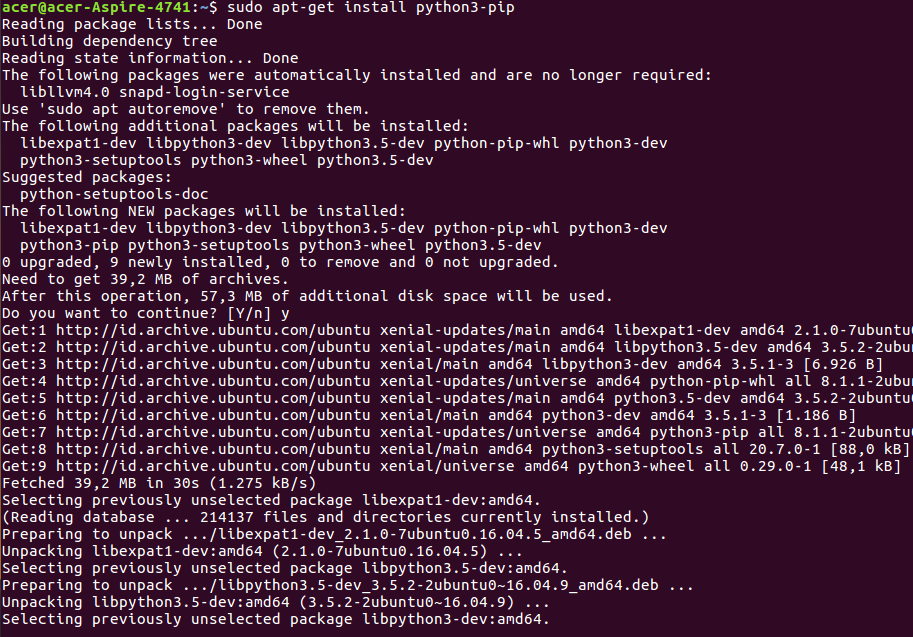 acer@acer-Aspire-4741:~$ sudo apt-get install python3-pip
Reading package lists... Done
Building dependency tree
Reading state information... Done
The following packages were automatically installed and are no longer required:
  libllvm4.0 snapd-login-service
Use 'sudo apt autoremove' to remove them.
The following additional packages will be installed:
  libexpat1-dev libpython3-dev libpython3.5-dev python-pip-whl python3-dev
  python3-setuptools python3-wheel python3.5-dev
Suggested packages:
  python-setuptools-doc
The following NEW packages will be installed:
  libexpat1-dev libpython3-dev libpython3.5-dev python-pip-whl python3-dev
  python3-pip python3-setuptools python3-wheel python3.5-dev
0 upgraded, 9 newly installed, 0 to remove and 0 not upgraded.
Need to get 39,2 MB of archives.
After this operation, 57,3 MB of additional disk space will be used.
Do you want to continue? [Y/n] y
Get:1 http://id.archive.ubuntu.com/ubuntu xenial-updates/main amd64 libexpat1-dev amd64 2.1.0-7ubuntu0
Get:2 http://id.archive.ubuntu.com/ubuntu xenial-updates/main amd64 libpython3.5-dev amd64 3.5.2-2ubun
Get:3 http://id.archive.ubuntu.com/ubuntu xenial/main amd64 libpython3-dev amd64 3.5.1-3 [6.926 B]
Get:4 http://id.archive.ubuntu.com/ubuntu xenial-updates/universe amd64 python-pip-whl all 8.1.1-2ubun
Get:5 http://id.archive.ubuntu.com/ubuntu xenial-updates/main amd64 python3.5-dev amd64 3.5.2-2ubuntu0
Get:6 http://id.archive.ubuntu.com/ubuntu xenial/main amd64 python3-dev amd64 3.5.1-3 [1.186 B]
Get:7 http://id.archive.ubuntu.com/ubuntu xenial-updates/universe amd64 python3-pip all 8.1.1-2ubuntu0
Get:8 http://id.archive.ubuntu.com/ubuntu xenial/main amd64 python3-setuptools all 20.7.0-1 [88,0 kB]
Get:9 http://id.archive.ubuntu.com/ubuntu xenial/universe amd64 python3-wheel all 0.29.0-1 [48,1 kB]
Fetched 39,2 MB in 30s (1.275 kB/s)
Selecting previously unselected package libexpat1-dev:amd64.
(Reading database ... 214137 files and directories currently installed.)
Preparing to unpack .../libexpat1-dev_2.1.0-7ubuntu0.16.04.5_amd64.deb ...
Unpacking libexpat1-dev:amd64 (2.1.0-7ubuntu0.16.04.5) ...
Selecting previously unselected package libpython3.5-dev:amd64.
Preparing to unpack .../libpython3.5-dev_3.5.2-2ubuntu0~16.04.9_amd64.deb ...
Unpacking libpython3.5-dev:amd64 (3.5.2-2ubuntu0~16.04.9) ...
Selecting previously unselected package libpython3-dev:amd64.